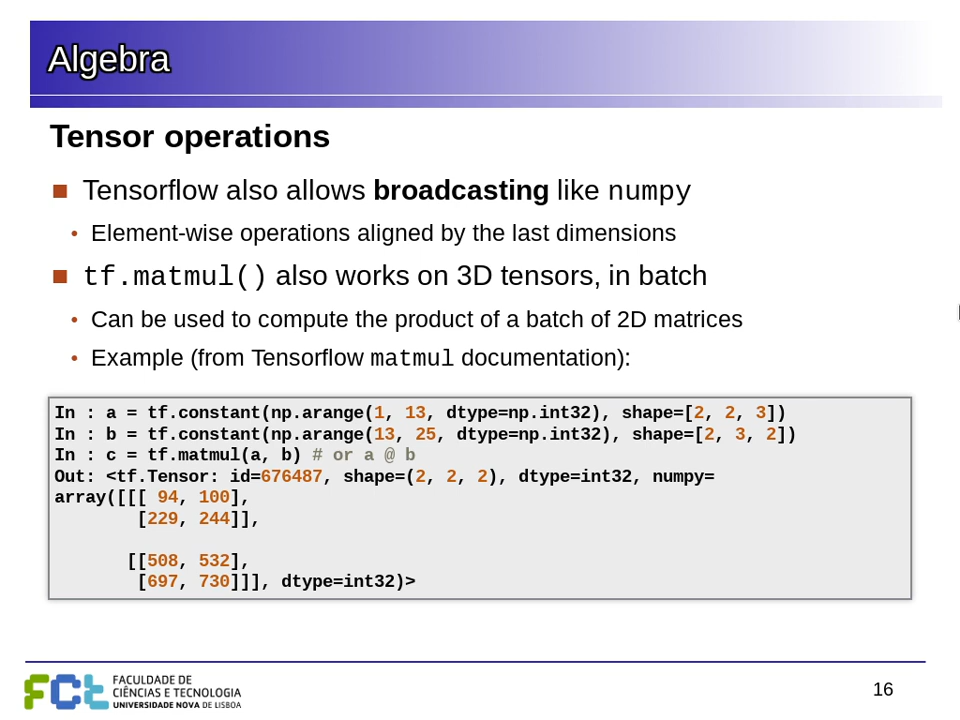 Algebra
Tensor operations
Tensorflow also allows broadcasting like numpy
Element-wise operations aligned by the last dimensions
tf.matmul() also works on 3D tensors, in batch
Can be used to compute the product of a batch of 2D matrices
Example (from Tensorflow matmul documentation):
In : a = tf.constant(np.arange(1, 13, dtype=np.int32), shape=[2, 2, 3])
In : b = tf.constant(np.arange(13, 25, dtype=np.int32), shape=[2, 3, 2])
In : c = tf.matmul(a, b) # or a @ b
Out: <tf.Tensor: id=676487, shape=(2, 2, 2), dtype=int32, numpy=
array([[[ 94, 100],
        [229, 244]],

       [[508, 532],
        [697, 730]]], dtype=int32)>
FCt
FACULDADE DE
CIÊNCIAS E TECNOLOGIA
UNIVERSIDADE NOVA DE LISBOA
16